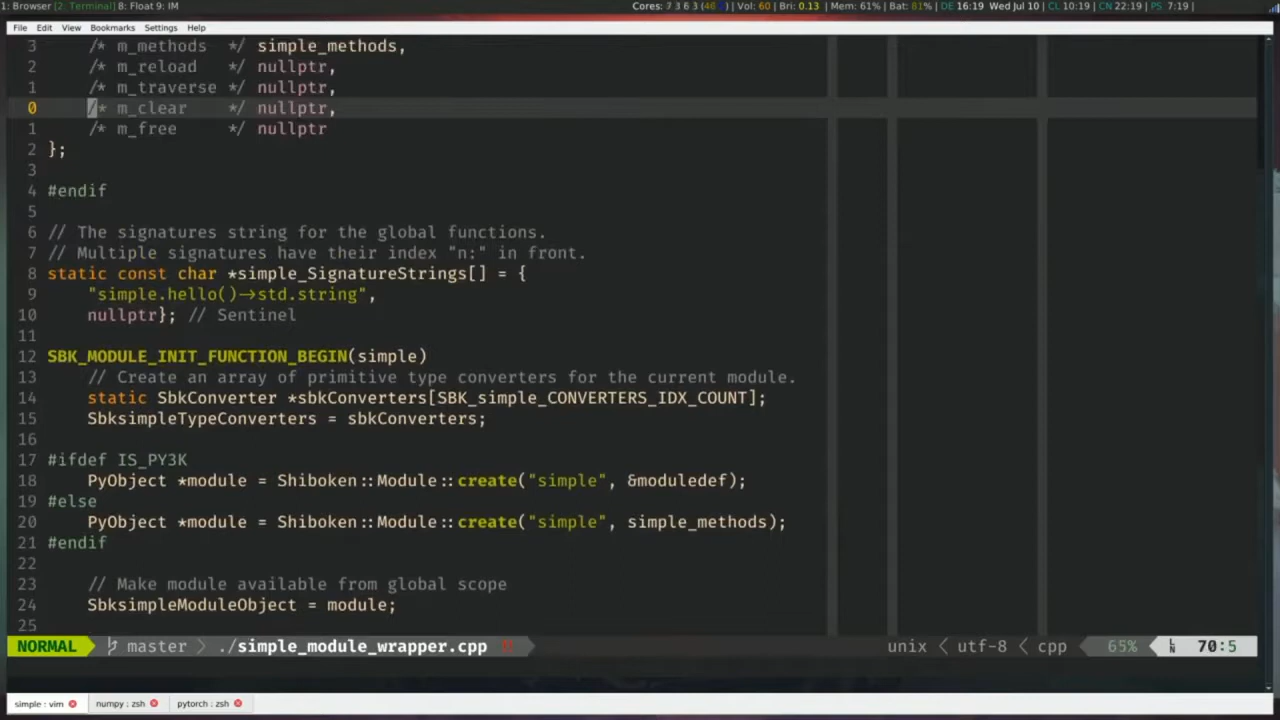 1: Browser [2: Terminal] 8: Float 9: IM
Cores: 7 3 6 3 | Vol: 60 | Bri: 0.13 | Mem: 61% | Bat: 81% | DE 16:19 Wed Jul 10 | CL 10:19 | CN 22:19 | PS 7:19 |
File Edit View Bookmarks Settings Help
3 /* m_methods */ simple_methods,
2 /* m_reload */ nullptr,
1 /* m_traverse */ nullptr,
0 /* m_clear */ nullptr,
1 /* m_free */ nullptr
2 };
3
4 #endif
5
6 // The signatures string for the global functions.
7 // Multiple signatures have their index "n:" in front.
8 static const char *simple_SignatureStrings[] = {
9 "simple.hello()->std.string",
10 nullptr}; // Sentinel
11
12 SBK_MODULE_INIT_FUNCTION_BEGIN(simple)
13 // Create an array of primitive type converters for the current module.
14 static SbkConverter *sbkConverters[SBK_simple_CONVERTERS_IDX_COUNT];
15 SbksimpleTypeConverters = sbkConverters;
16
17 #ifdef IS_PY3K
18 PyObject *module = Shiboken::Module::create("simple", &moduledef);
19 #else
20 PyObject *module = Shiboken::Module::create("simple", simple_methods);
21 #endif
22
23 // Make module available from global scope
24 SbksimpleModuleObject = module;
25
NORMAL master ./simple_module_wrapper.cpp unix utf-8 cpp 65% LN 70:5
simple : vim numpy : zsh pytorch : zsh